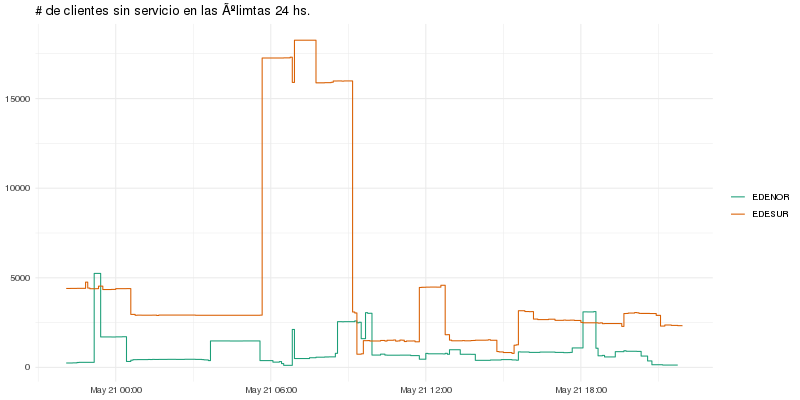 # de clientes sin servicio en las Ãºlimtas 24 hs.
15000
10000
5000
0
May 21 00:00
May 21 06:00
May 21 12:00
May 21 18:00
EDENOR
EDESUR